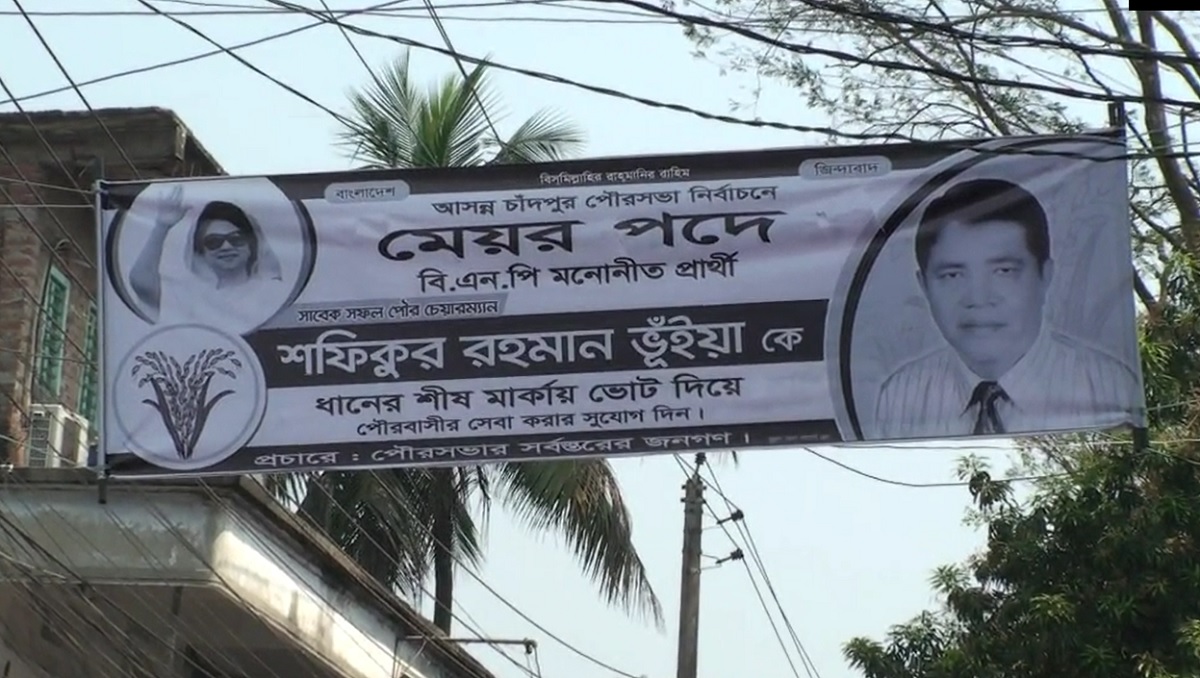 বিসমিল্লাহির রাহ্মানির রাহিম
বাংলাদেশ
জিন্দাবাদ
আসন্ন চাঁদপুর পৌরসভা নির্বাচনে
মেয়র পদে
বি.এন.পি মনোনীত প্রার্থী
সাবেক সফল পৌর চেয়ারম্যান
শফিকুর রহমান ভূঁইয়া কে
ধানের শীষ মার্কায় ভোট দিয়ে
পৌরবাসীর সেবা করার সুযোগ দিন।
প্রচারে : পৌরসভার সর্বস্তরের জনগণ।